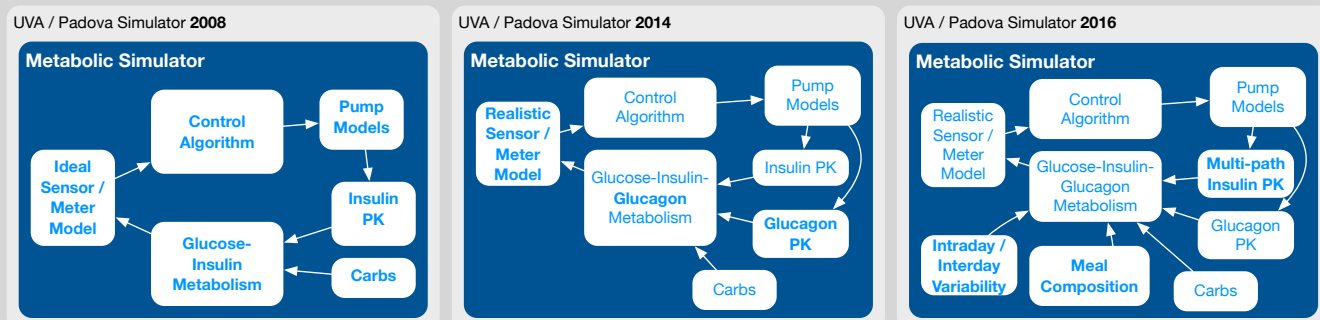 UVA / Padova Simulator 2008
Metabolic Simulator
Control
Algorithm
Pump
Models
Ideal
Sensor /
Meter
Model
Insulin
PK
Glucose-
Insulin
Metabolism
Carbs
UVA / Padova Simulator 2014
Metabolic Simulator
Realistic
Sensor /
Meter
Model
Control
Algorithm
Pump
Models
Glucose-Insulin-
Glucagon
Metabolism
Insulin PK
Glucagon
PK
Carbs
UVA / Padova Simulator 2016
Metabolic Simulator
Realistic
Sensor /
Meter
Model
Control
Algorithm
Pump
Models
Glucose-Insulin-
Glucagon
Metabolism
Multi-path
Insulin PK
Glucagon
PK
Intraday /
Interday
Variability
Meal
Composition
Carbs